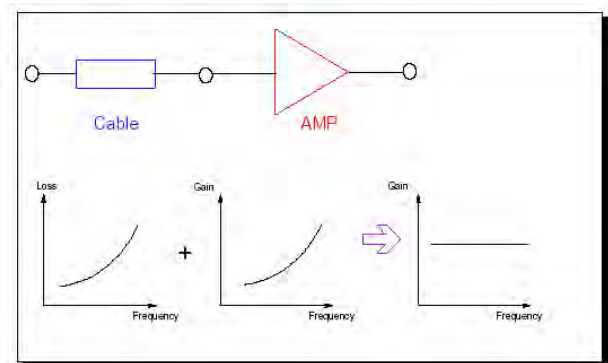 Cable
AMP
Loss
Gain
Gain
+
Frequency
Frequency
Frequency